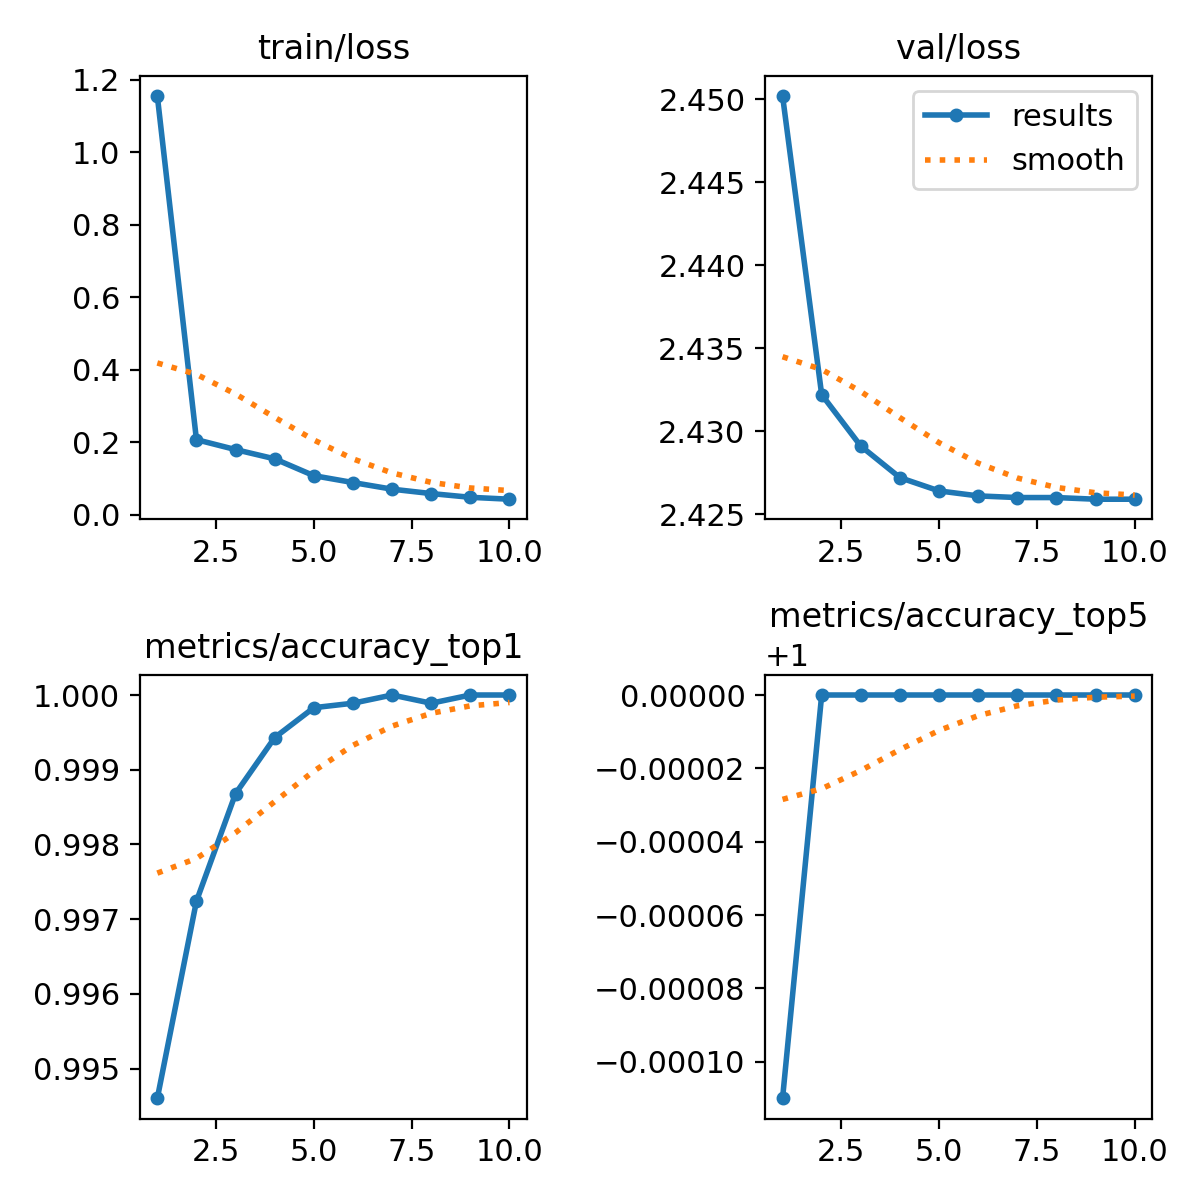 train/loss
1.2
1.0
0.8
0.6
0.4
0.2
0.0
2.5 5.0 7.5 10.0
val/loss
results
smooth
2.450
2.445
2.440
2.435
2.430
2.425
2.5 5.0 7.5 10.0
metrics/accuracy_top1
1.000
0.999
0.998
0.997
0.996
0.995
2.5 5.0 7.5 10.0
metrics/accuracy_top5
+1
0.00000
−0.00002
−0.00004
−0.00006
−0.00008
−0.00010
2.5 5.0 7.5 10.0